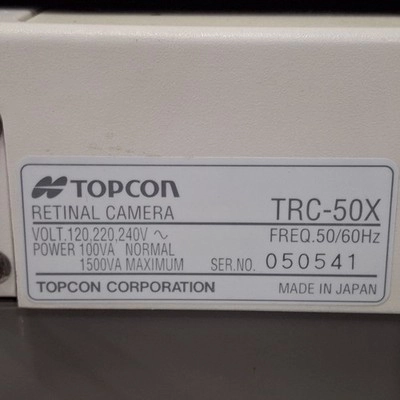 TOPCON
RETINAL CAMERA TRC-50X
VOLT.120,220,240V ~ FREQ.50/60Hz
POWER 100VA NORMAL
1500VA MAXIMUM SER.NO. 050541
TOPCON CORPORATION MADE IN JAPAN